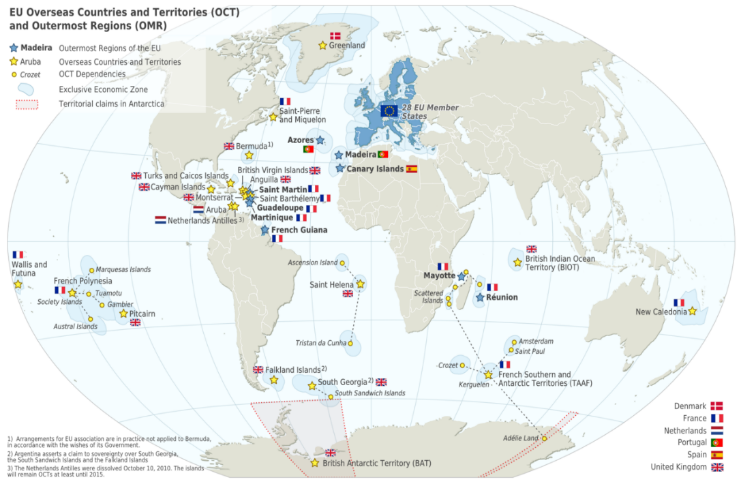 EU Overseas Countries and Territories (OCT)
and Outermost Regions (OMR)
Madeira Outermost Regions of the EU
Aruba Overseas Countries and Territories
Crozet OCT Dependencies
Exclusive Economic Zone
Territorial claims in Antarctica
Greenland
28 EU Member
States
Saint-Pierre
and Miquelon
Azores
Bermuda1)
Madeira
Canary Islands
Turks and Caicos Islands
British Virgin Islands
Anguilla
Cayman Islands
Saint Martin
Montserrat
Saint Barthélemy
Aruba
Guadeloupe
Netherlands Antilles3)
Martinique
French Guiana
Wallis and
Futuna
Marquesas Islands
French Polynesia
Tuamotu
Society Islands
Gambier
Pitcairn
Austral Islands
Ascension Island
Saint Helena
Tristan da Cunha
Mayotte
Scattered
Islands
Réunion
British Indian Ocean
Territory (BIOT)
New Caledonia
Amsterdam
Saint Paul
Crozet
Kerguelen
French Southern and
Antarctic Territories (TAAF)
Falkland Islands2)
South Georgia2)
South Sandwich Islands
Adélie Land
British Antarctic Territory (BAT)
Denmark
France
Netherlands
Portugal
Spain
United Kingdom
1) Arrangements for EU association are in practice not applied to Bermuda,
in accordance with the wishes of its Government.
2) Argentina asserts a claim to sovereignty over South Georgia,
the South Sandwich Islands and the Falkland Islands
3) The Netherlands Antilles were dissolved October 10, 2010. The islands
will remain OCTs at least until 2015.